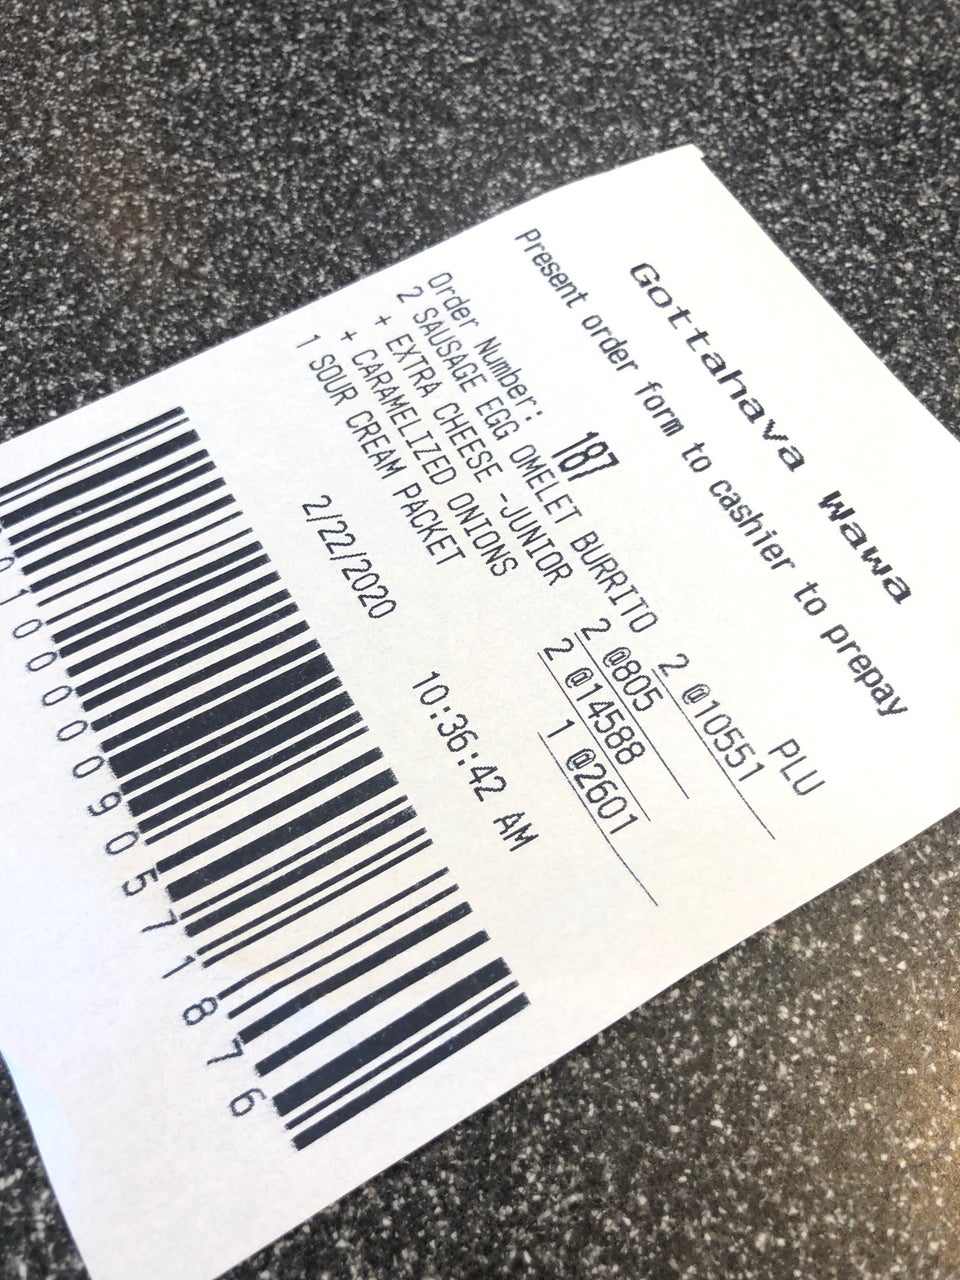 Gottahava Wawa
Present order form to cashier to prepay
PLU
Order Number: 187
2 SAUSAGE EGG OMELET BURRITO 2 @10551
+ EXTRA CHEESE -JUNIOR 2 @805
+ CARAMELIZED ONIONS 2 @14588
1 SOUR CREAM PACKET 1 @2601
2/22/2020 10:36:42 AM
01000090571876